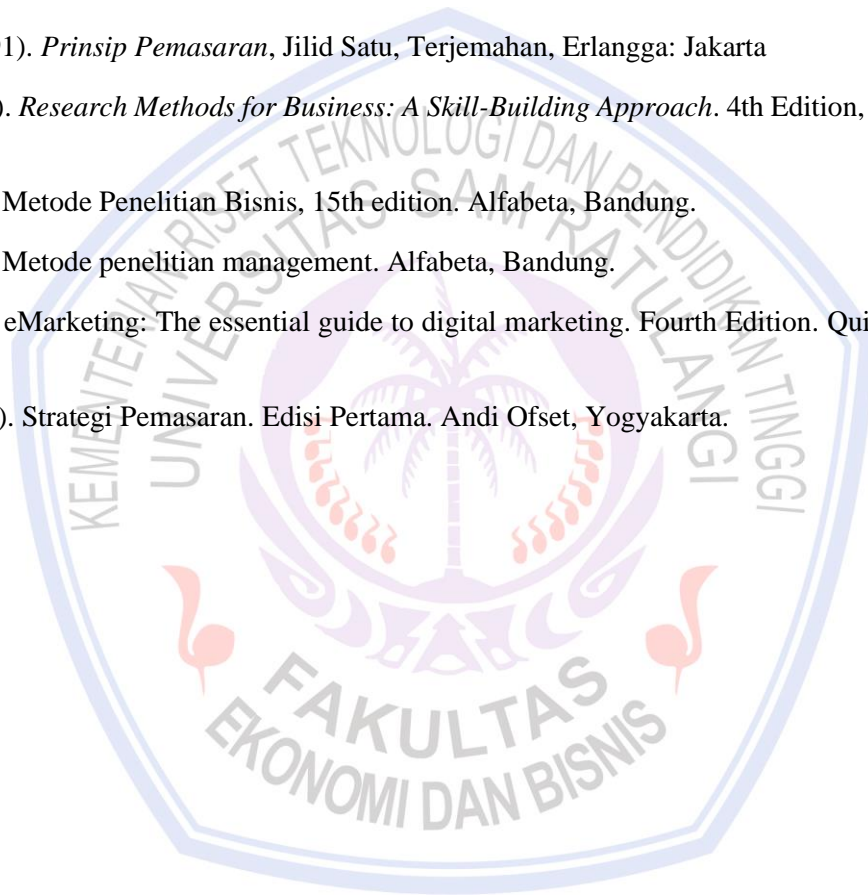 1). Prinsip Pemasaran, Jilid Satu, Terjemahan, Erlangga: Jakarta
). Research Methods for Business: A Skill-Building Approach. 4th Edition,
Metode Penelitian Bisnis, 15th edition. Alfabeta, Bandung.
Metode penelitian management. Alfabeta, Bandung.
eMarketing: The essential guide to digital marketing. Fourth Edition.
). Strategi Pemasaran. Edisi Pertama. Andi Ofset, Yogyakarta.
KEMENTERIAN RISET TEKNOLOGI DAN PENDIDIKAN TINGGI
UNIVERSITAS SAM RATULANGI
FAKULTAS
EKONOMI DAN BISNIS